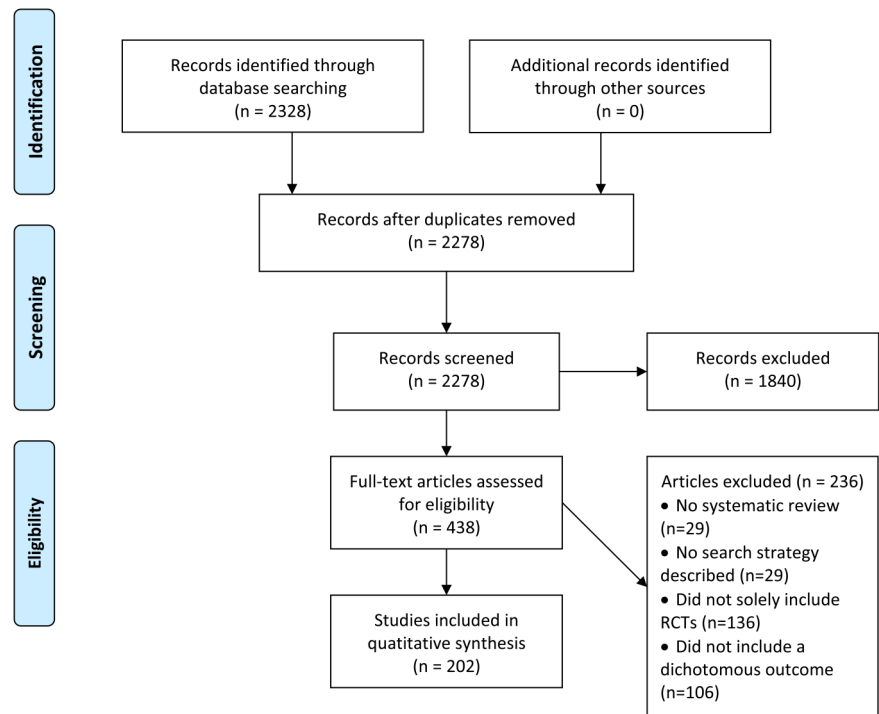 Identification
Records identified through
database searching
(n = 2328)
Additional records identified
through other sources
(n = 0)
Records after duplicates removed
(n = 2278)
Screening
Records screened
(n = 2278)
Records excluded
(n = 1840)
Eligibility
Full-text articles assessed
for eligibility
(n = 438)
Articles excluded (n = 236)
• No systematic review
(n=29)
• No search strategy
described (n=29)
• Did not solely include
RCTs (n=136)
• Did not include a
dichotomous outcome
(n=106)
Studies included in
quantitative synthesis
(n = 202)